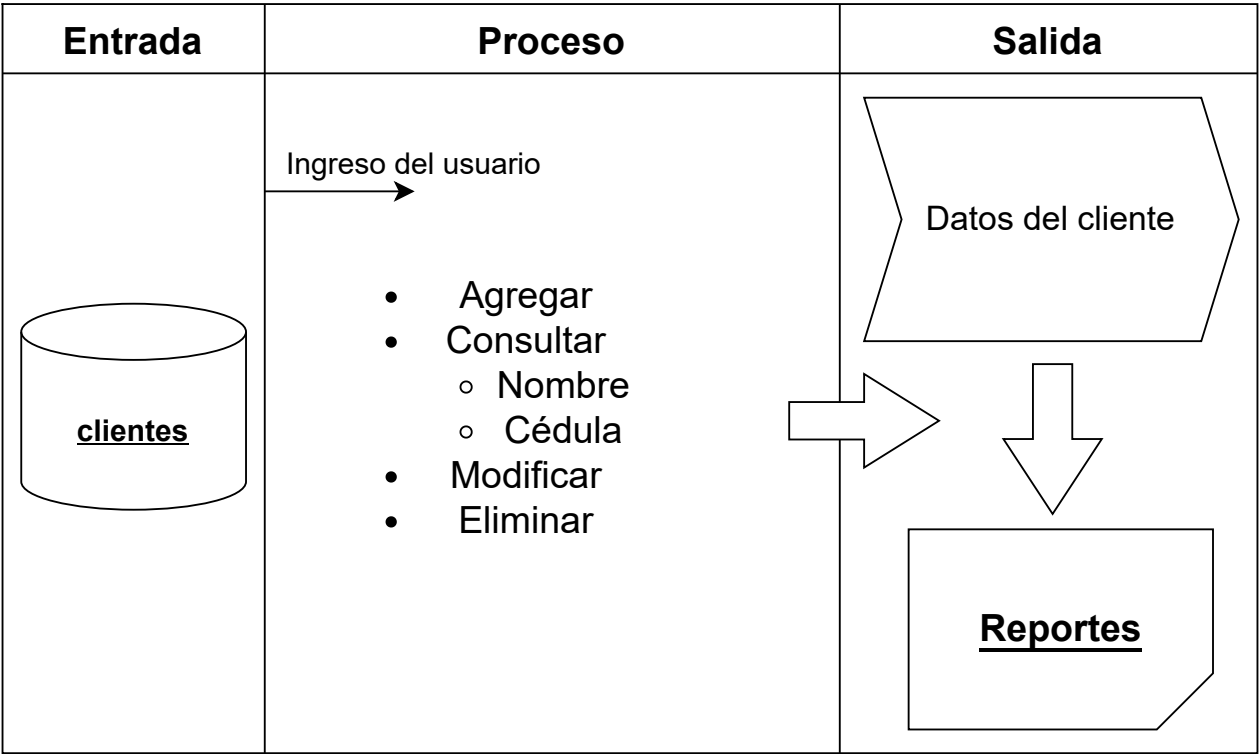 Entrada
Proceso
Salida
clientes
Ingreso del usuario
Agregar
Consultar
Nombre
Cédula
Modificar
Eliminar
Datos del cliente
Reportes